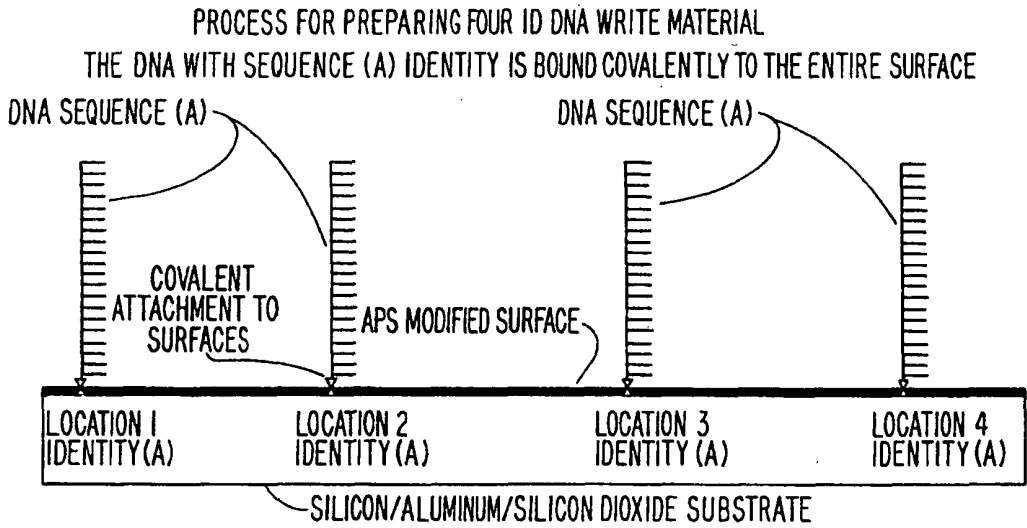 PROCESS FOR PREPARING FOUR ID DNA WRITE MATERIAL
THE DNA WITH SEQUENCE (A) IDENTITY IS BOUND COVALENTLY TO THE ENTIRE SURFACE
DNA SEQUENCE (A)
DNA SEQUENCE (A)
COVALENT
ATTACHMENT TO
SURFACES
APS MODIFIED SURFACE
LOCATION 1
IDENTITY (A)
LOCATION 2
IDENTITY (A)
LOCATION 3
IDENTITY (A)
LOCATION 4
IDENTITY (A)
SILICON/ALUMINUM/SILICON DIOXIDE SUBSTRATE